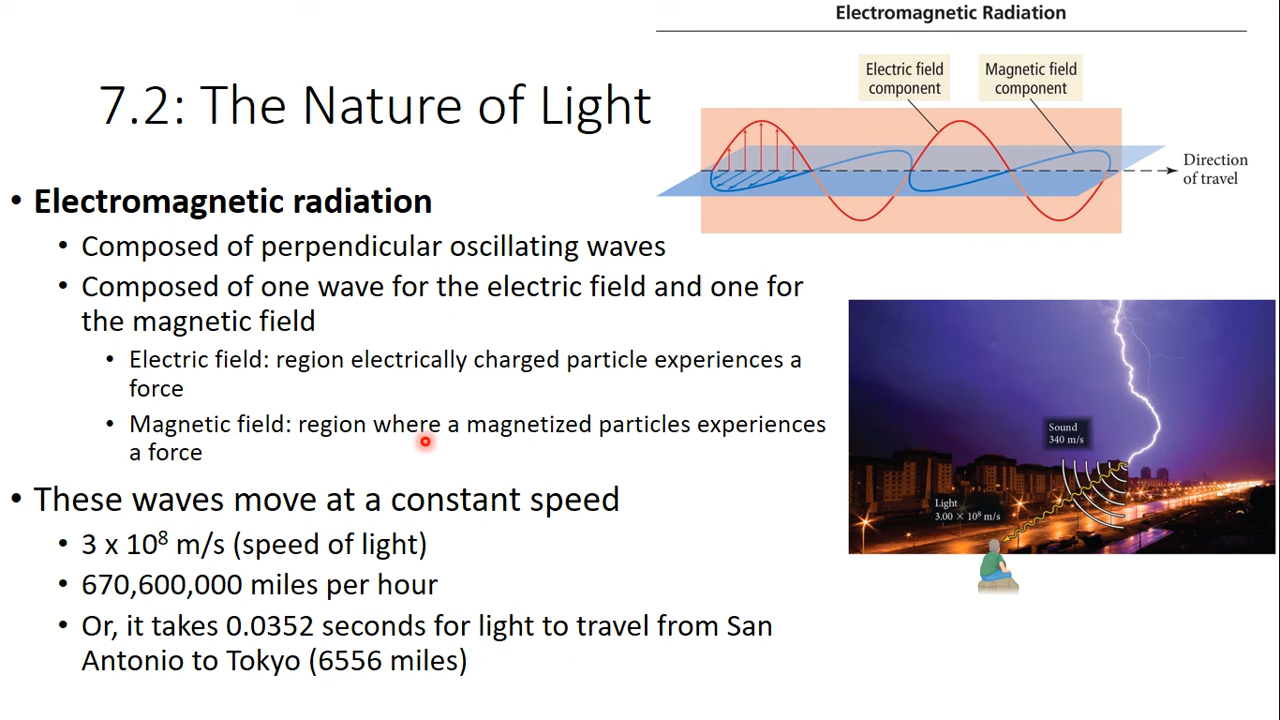 Electromagnetic Radiation
Electric field
component
Magnetic field
component
Direction
of travel
7.2: The Nature of Light
• Electromagnetic radiation
• Composed of perpendicular oscillating waves
• Composed of one wave for the electric field and one for
the magnetic field
• Electric field: region electrically charged particle experiences a
force
• Magnetic field: region where a magnetized particles experiences
a force
• These waves move at a constant speed
• 3 x 10⁸ m/s (speed of light)
• 670,600,000 miles per hour
• Or, it takes 0.0352 seconds for light to travel from San
Antonio to Tokyo (6556 miles)
Sound
340 m/s
Light
3.00 × 10⁸ m/s